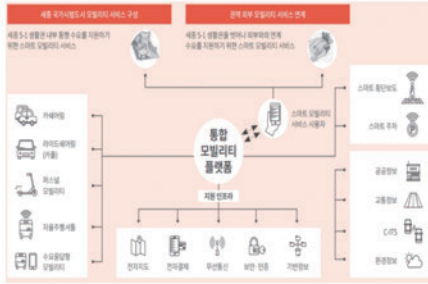 세종 국가시범도시 모빌리티 서비스 구성
권역 외부 모빌리티 서비스 연계
세종 5-1 생활권 내부 통행 수요를 지원하기
위한 스마트 모빌리티 서비스
세종 5-1 생활권을 벗어나 외부와의 연계
수요를 지원하기 위한 스마트 모빌리티 서비스
카셰어링
라이드셰어링
(카풀)
퍼스널
모빌리티
자율주행셔틀
수요응답형
모빌리티
통합
모빌리티
플랫폼
스마트 모빌리티
서비스 사용자
지원 인프라
전자지도
전자결제
무선통신
보안·인증
기반정보
스마트 횡단보도
스마트 주차
공공정보
교통정보
C-ITS
환경정보